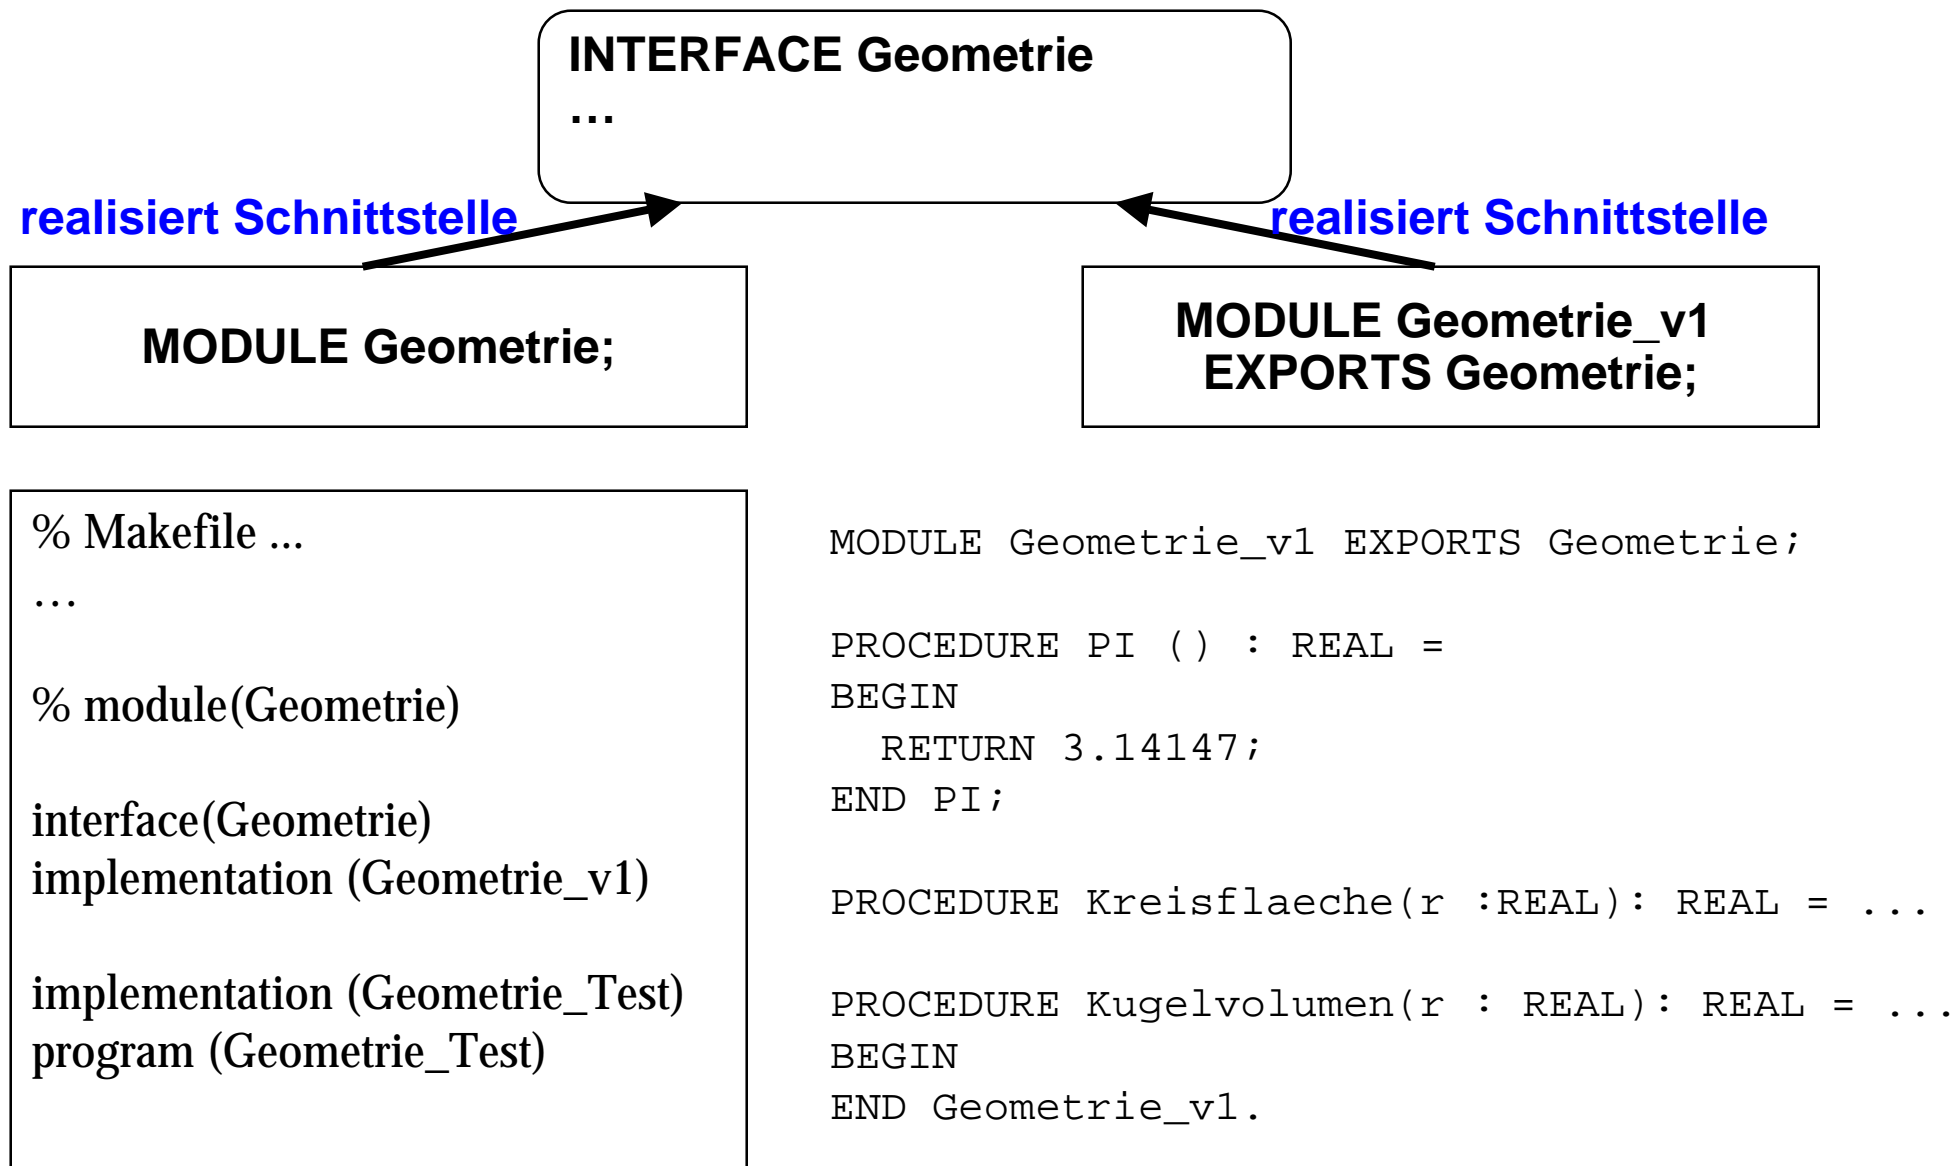 INTERFACE Geometrie
…
realisiert Schnittstelle
realisiert Schnittstelle
MODULE Geometrie;
MODULE Geometrie_v1
EXPORTS Geometrie;
% Makefile ...
…
% module(Geometrie)
interface(Geometrie)
implementation (Geometrie_v1)
implementation (Geometrie_Test)
program (Geometrie_Test)
MODULE Geometrie_v1 EXPORTS Geometrie;
PROCEDURE PI () : REAL =
BEGIN
  RETURN 3.14147;
END PI;
PROCEDURE Kreisflaeche(r :REAL): REAL = ...
PROCEDURE Kugelvolumen(r : REAL): REAL = ...
BEGIN
END Geometrie_v1.